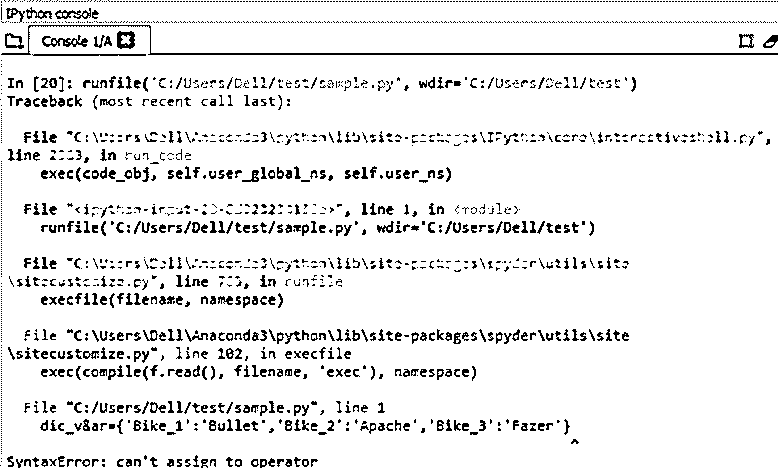 IPython console
Console 1/A
In [20]: runfile('C:/Users/Dell/test/sample.py', wdir='C:/Users/Dell/test')
Traceback (most recent call last):
File "C:\Users\Dell\Anaconda3\python\lib\site-packages\IPython\core\interactiveshell.py",
line in run_code
exec(code_obj, self.user_global_ns, self.user_ns)
File line 1, in <module>
runfile('C:/Users/Dell/test/sample.py', wdir='C:/Users/Dell/test')
File "C:\Users\Dell\Anaconda3\python\lib\site-packages\spyder\utils\site
\sitecustomize.py", line in runfile
execfile(filename, namespace)
File "C:\Users\Dell\Anaconda3\python\lib\site-packages\spyder\utils\site
\sitecustomize.py", line 102, in execfile
exec(compile(f.read(), filename, 'exec'), namespace)
File "C:/Users/Dell/test/sample.py", line 1
dic_v&ar={'Bike_1':'Bullet','Bike_2':'Apache','Bike_3':'Fazer'}
^
SyntaxError: can't assign to operator